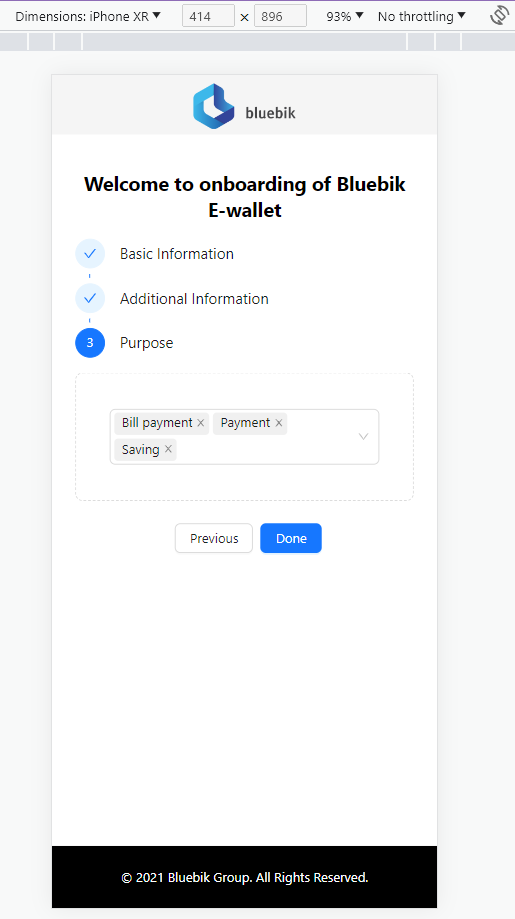 Dimensions: iPhone XR ▼ 414 × 896 93% ▼ No throttling ▼
bluebik
Welcome to onboarding of Bluebik
E-wallet
Basic Information
Additional Information
3 Purpose
Bill payment × Payment ×
Saving ×
Previous Done
© 2021 Bluebik Group. All Rights Reserved.